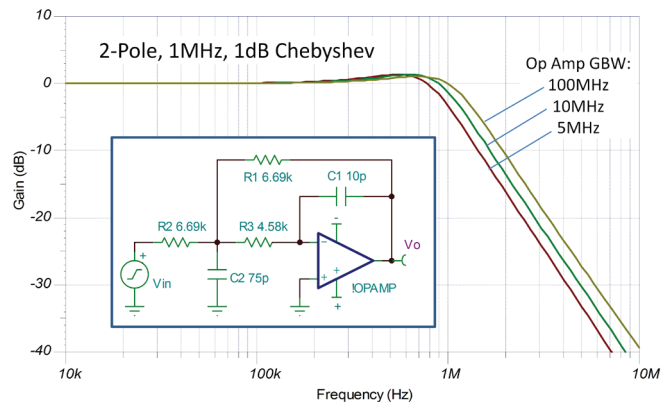 2-Pole, 1MHz, 1dB Chebyshev
Op Amp GBW:
100MHz
10MHz
5MHz
0
-10
-20
-30
-40
Gain (dB)
R1 6.69k
C1 10p
R2 6.69k
R3 4.58k
C2 75p
Vin
Vo
!OPAMP
+
-
+
-
+
+
10k
100k
1M
10M
Frequency (Hz)